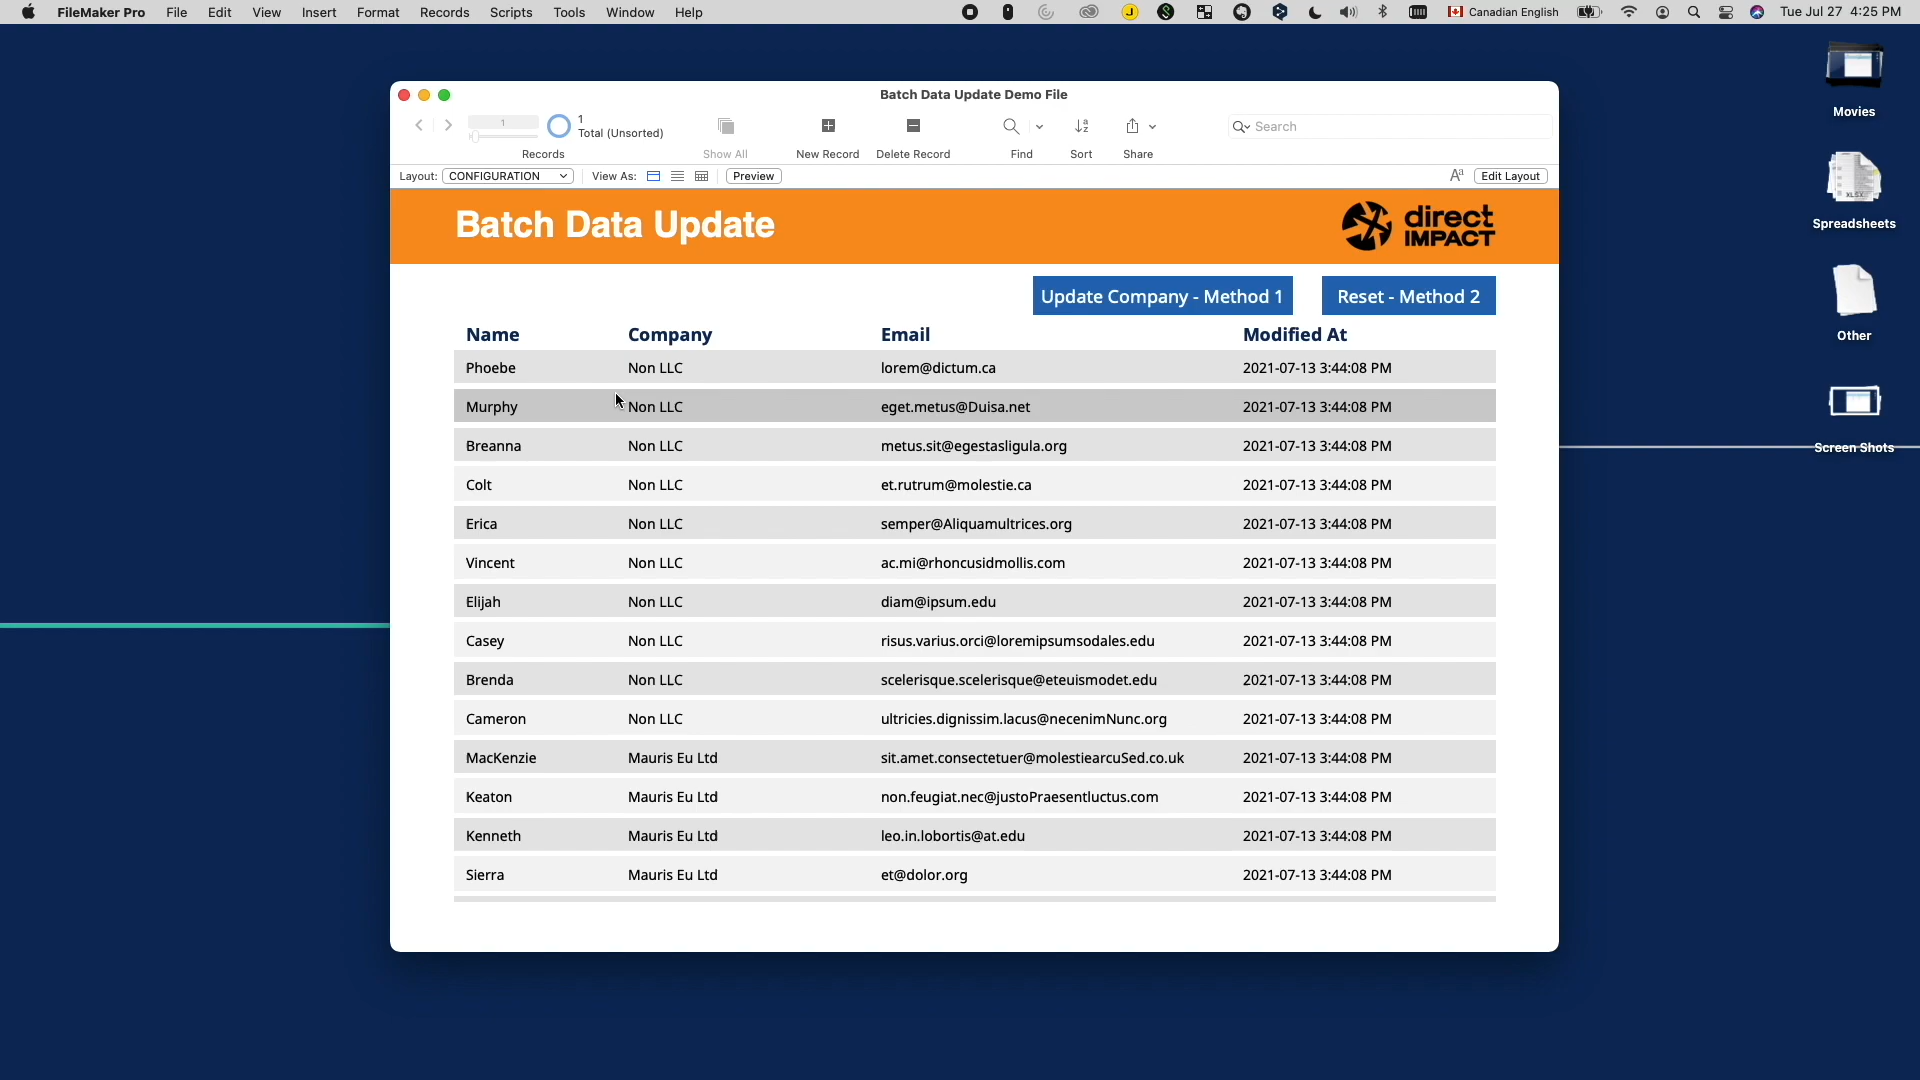 FileMaker Pro File Edit View Insert Format Records Scripts Tools Window Help Canadian English Tue Jul 27 4:25 PM
Batch Data Update Demo File
1
1
Total (Unsorted)
Search
Records Show All New Record Delete Record Find Sort Share
Layout: CONFIGURATION View As: Preview Aa Edit Layout
Batch Data Update
direct
IMPACT
Update Company - Method 1 Reset - Method 2
Name Company Email Modified At
Phoebe Non LLC lorem@dictum.ca 2021-07-13 3:44:08 PM
Murphy Non LLC eget.metus@Duisa.net 2021-07-13 3:44:08 PM
Breanna Non LLC metus.sit@egestasligula.org 2021-07-13 3:44:08 PM
Colt Non LLC et.rutrum@molestie.ca 2021-07-13 3:44:08 PM
Erica Non LLC semper@Aliquamultrices.org 2021-07-13 3:44:08 PM
Vincent Non LLC ac.mi@rhoncusidmollis.com 2021-07-13 3:44:08 PM
Elijah Non LLC diam@ipsum.edu 2021-07-13 3:44:08 PM
Casey Non LLC risus.varius.orci@loremipsumsodales.edu 2021-07-13 3:44:08 PM
Brenda Non LLC scelerisque.scelerisque@eteuismodet.edu 2021-07-13 3:44:08 PM
Cameron Non LLC ultricies.dignissim.lacus@necenimNunc.org 2021-07-13 3:44:08 PM
MacKenzie Mauris Eu Ltd sit.amet.consectetuer@molestiearcuSed.co.uk 2021-07-13 3:44:08 PM
Keaton Mauris Eu Ltd non.feugiat.nec@justoPraesentluctus.com 2021-07-13 3:44:08 PM
Kenneth Mauris Eu Ltd leo.in.lobortis@at.edu 2021-07-13 3:44:08 PM
Sierra Mauris Eu Ltd et@dolor.org 2021-07-13 3:44:08 PM
Movies
XLSX
Spreadsheets
Other
Screen Shots